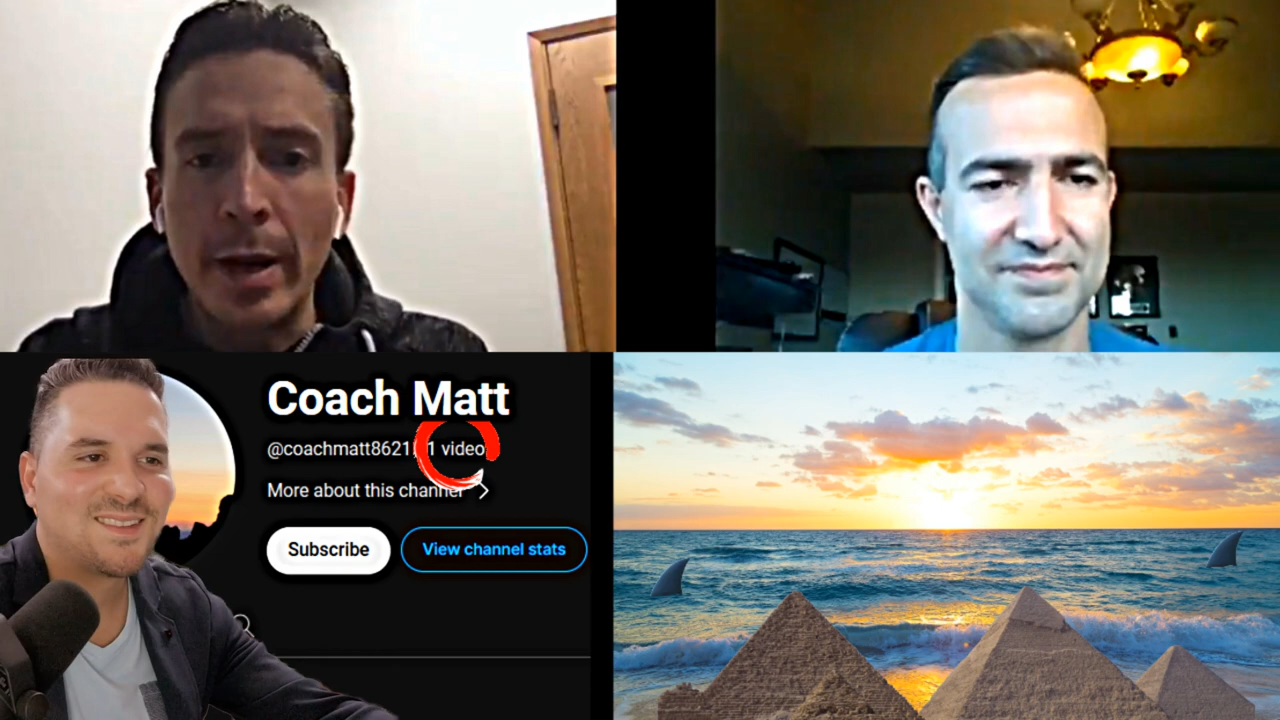 Coach Matt
@coachmatt8621 1 video
More about this channel
Subscribe
View channel stats